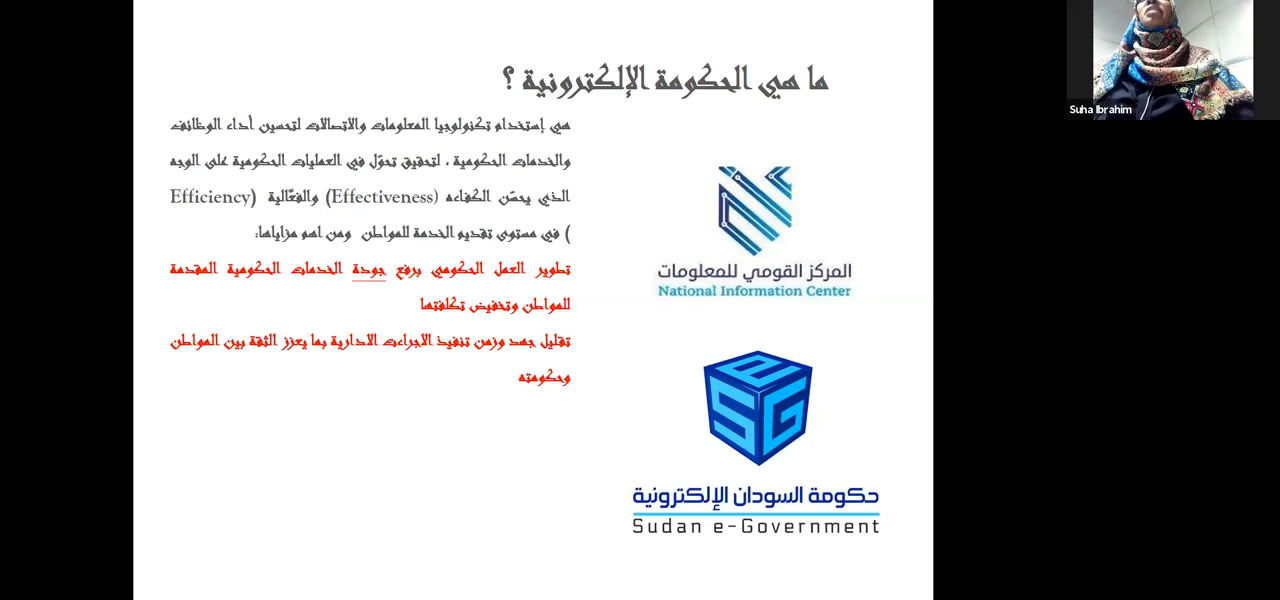 ما هي الحكومة الإلكترونية ؟
هي إستخدام تكنولوجيا المعلومات والاتصالات لتحسين أداء الوظائف
والخدمات الحكومية ، لتحقيق تحوّل في العمليات الحكومية على الوجه
الذي يحسّن الكفاءه (Effectiveness) والفعّالية (Efficiency
) في مستوى تقديم الخدمة للمواطن ومن اهم مزاياها:
تطوير العمل الحكومي برفع جودة الخدمات الحكومية المقدمة
للمواطن وتخفيض تكلفتها
تقليل جهد وزمن تنفيذ الاجراءت الادارية بما يعزز الثقة بين المواطن
وحكومته
المركز القومي للمعلومات
National Information Center
SEG
حكومة السودان الإلكترونية
Sudan e-Government
Suha Ibrahim